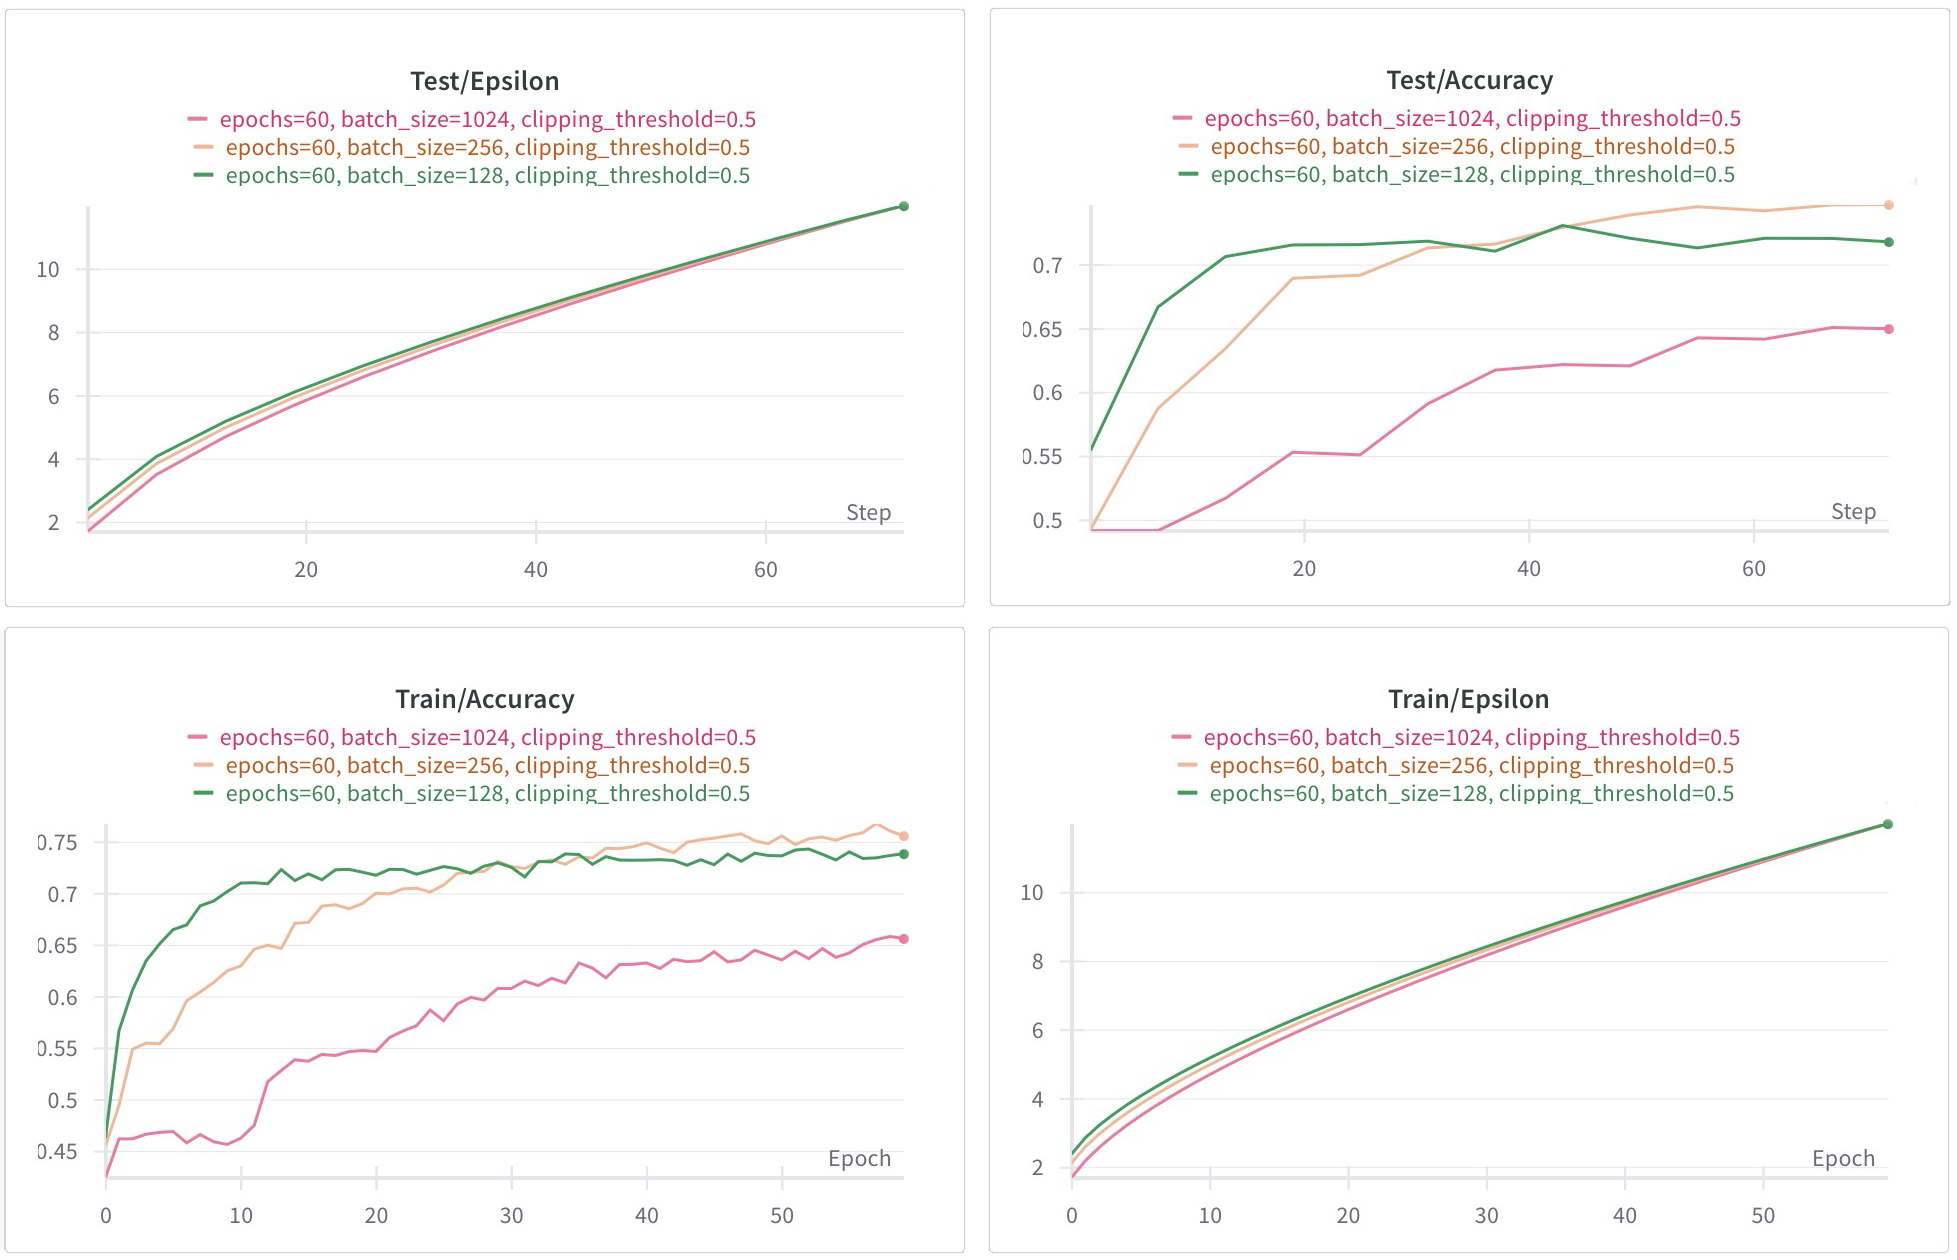 Test/Epsilon
epochs=60, batch_size=1024, clipping_threshold=0.5
epochs=60, batch_size=256, clipping_threshold=0.5
epochs=60, batch_size=128, clipping_threshold=0.5
10
8
6
4
2
Step
20 40 60
Test/Accuracy
epochs=60, batch_size=1024, clipping_threshold=0.5
epochs=60, batch_size=256, clipping_threshold=0.5
epochs=60, batch_size=128, clipping_threshold=0.5
0.7
0.65
0.6
0.55
0.5
Step
20 40 60
Train/Accuracy
epochs=60, batch_size=1024, clipping_threshold=0.5
epochs=60, batch_size=256, clipping_threshold=0.5
epochs=60, batch_size=128, clipping_threshold=0.5
0.75
0.7
0.65
0.6
0.55
0.5
0.45
Epoch
0 10 20 30 40 50
Train/Epsilon
epochs=60, batch_size=1024, clipping_threshold=0.5
epochs=60, batch_size=256, clipping_threshold=0.5
epochs=60, batch_size=128, clipping_threshold=0.5
10
8
6
4
2
Epoch
0 10 20 30 40 50